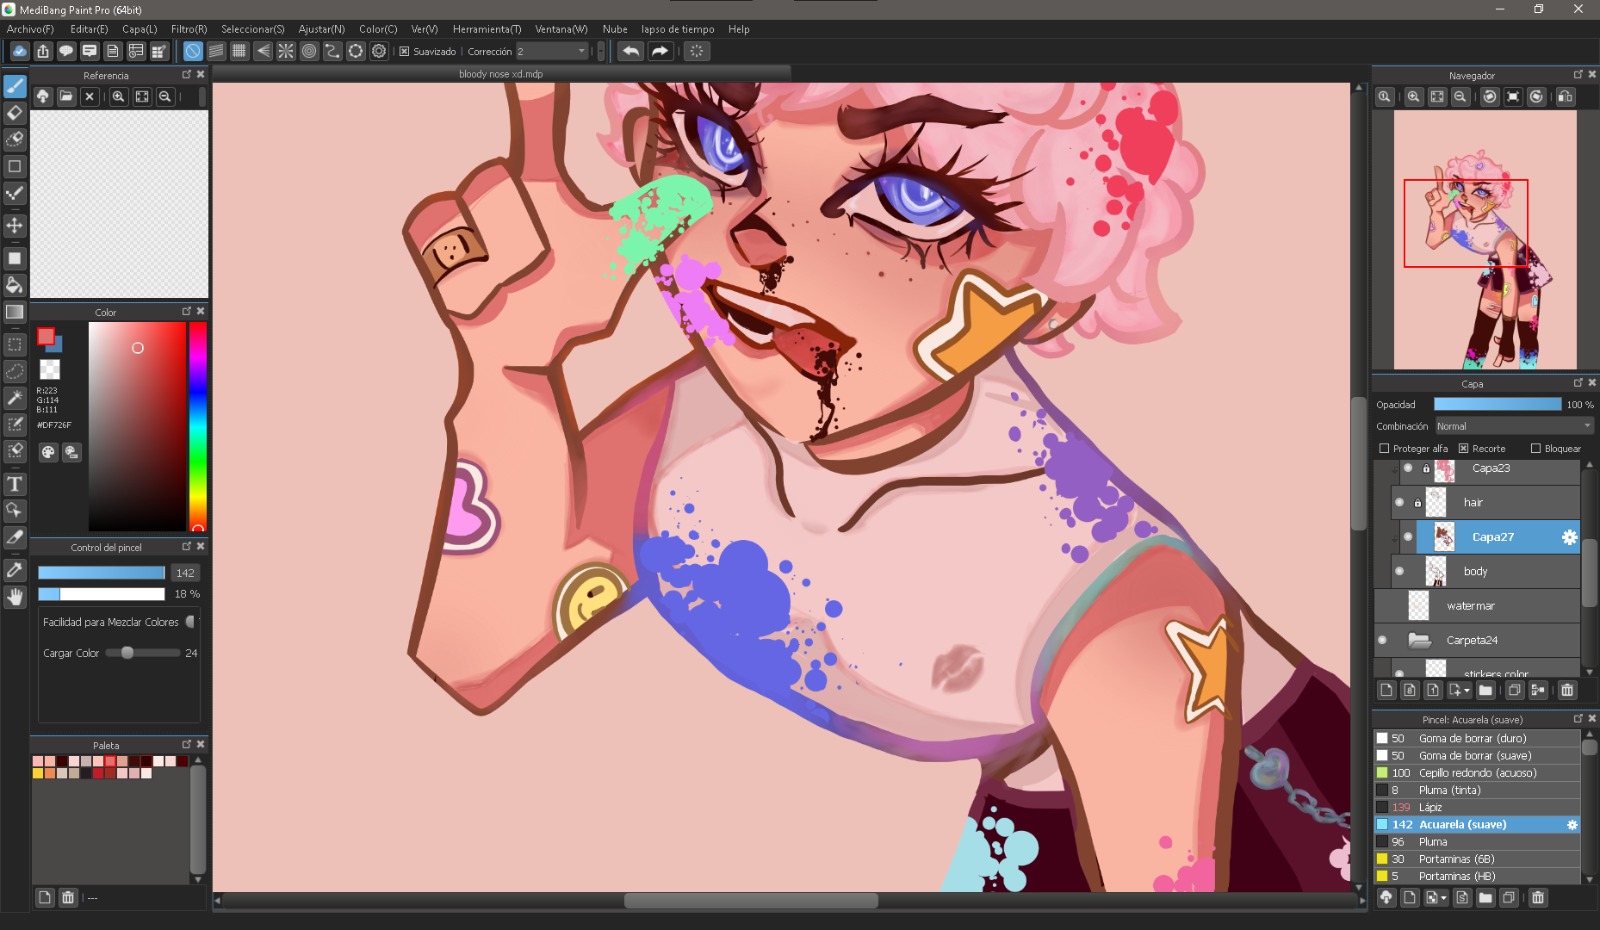 MediBang Paint Pro (64bit)
Archivo(F) Editar(E) Capa(L) Filtro(R) Seleccionar(S) Ajustar(N) Color(C) Ver(V) Herramienta(T) Ventana(W) Nube lapso de tiempo Help
Suavizado Corrección 2
Referencia
bloody nose xd.mdp
Navegador
Color
R:223
G:114
B:111
#DF726F
Control del pincel
142
18 %
Facilidad para Mezclar Colores
Cargar Color 24
Paleta
---
Capa
Opacidad 100 %
Combinación Normal
Proteger alfa Recorte Bloquear
Capa23
hair
Capa27
body
watermar
Carpeta24
stickers color
Pincel: Acuarela (suave)
50 Goma de borrar (duro)
50 Goma de borrar (suave)
100 Cepillo redondo (acuoso)
8 Pluma (tinta)
139 Lápiz
142 Acuarela (suave)
96 Pluma
30 Portaminas (6B)
5 Portaminas (HB)